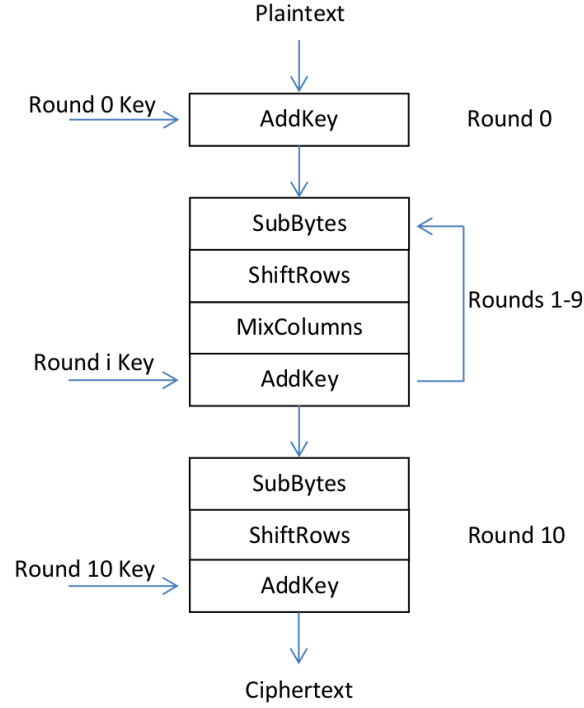 Plaintext
Round 0 Key
AddKey
Round 0
SubBytes
ShiftRows
MixColumns
Rounds 1-9
Round i Key
AddKey
SubBytes
ShiftRows
Round 10
Round 10 Key
AddKey
Ciphertext